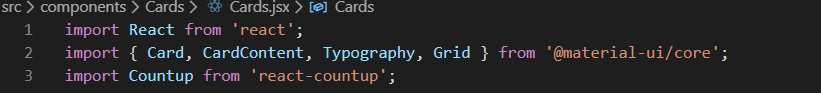 src > components > Cards > Cards.jsx > Cards
1 import React from 'react';
2 import { Card, CardContent, Typography, Grid } from '@material-ui/core';
3 import Countup from 'react-countup';